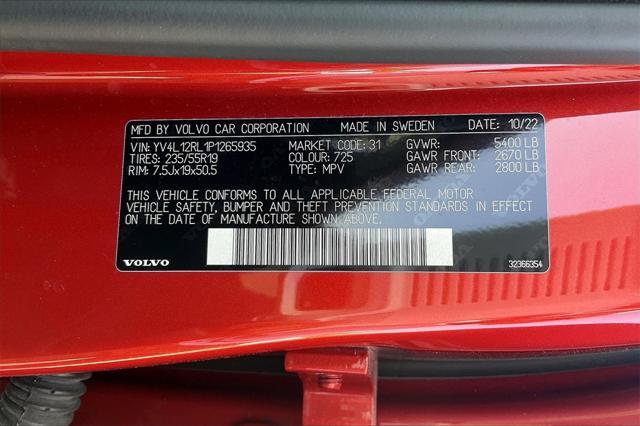 MFD BY VOLVO CAR CORPORATION MADE IN SWEDEN DATE: 10/22
VIN: YV4L12RL1P1265935 MARKET CODE: 31 GVWR: 5400 LB
TIRES: 235/55R19 COLOUR: 725 GAWR FRONT: 2670 LB
RIM: 7.5Jx19x50.5 TYPE: MPV GAWR REAR: 2800 LB
THIS VEHICLE CONFORMS TO ALL APPLICABLE FEDERAL MOTOR
VEHICLE SAFETY, BUMPER AND THEFT PREVENTION STANDARDS IN EFFECT
ON THE DATE OF MANUFACTURE SHOWN ABOVE.
VOLVO 32366354